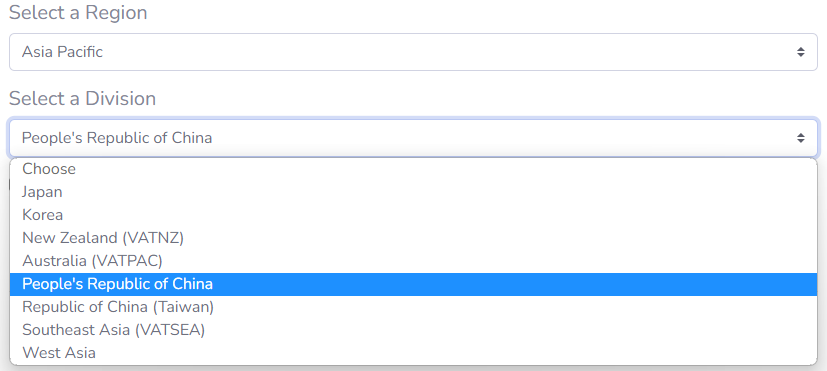 Select a Region
Asia Pacific
Select a Division
People's Republic of China
Choose
Japan
Korea
New Zealand (VATNZ)
Australia (VATPAC)
People's Republic of China
Republic of China (Taiwan)
Southeast Asia (VATSEA)
West Asia